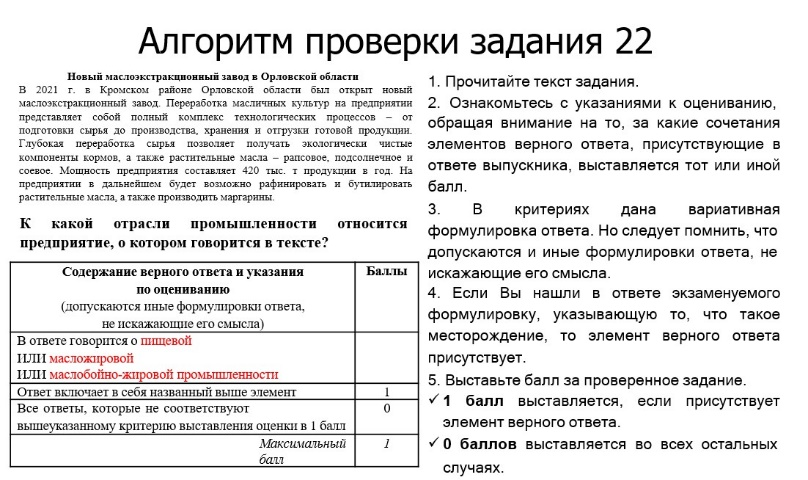 Алгоритм проверки задания 22
Новый маслоэкстракционный завод в Орловской области
В 2021 г. в Кромском районе Орловской области был открыт новый
маслоэкстракционный завод. Переработка масличных культур на предприятии
представляет собой полный комплекс технологических процессов – от
подготовки сырья до производства, хранения и отгрузки готовой продукции.
Глубокая переработка сырья позволяет получать экологически чистые
компоненты кормов, а также растительные масла – рапсовое, подсолнечное и
соевое. Мощность предприятия составляет 420 тыс. т продукции в год. На
предприятии в дальнейшем будет возможно рафинировать и бутилировать
растительные масла, а также производить маргарины.
К какой отрасли промышленности относится
предприятие, о котором говорится в тексте?
Содержание верного ответа и указания
по оцениванию
(допускаются иные формулировки ответа,
не искажающие его смысла)
Баллы
В ответе говорится о пищевой
ИЛИ масложировой
ИЛИ маслобойно-жировой промышленности
Ответ включает в себя названный выше элемент
1
Все ответы, которые не соответствуют
вышеуказанному критерию выставления оценки в 1 балл
0
Максимальный
балл
1
1. Прочитайте текст задания.
2. Ознакомьтесь с указаниями к оцениванию,
обращая внимание на то, за какие сочетания
элементов верного ответа, присутствующие в
ответе выпускника, выставляется тот или иной
балл.
3. В критериях дана вариативная
формулировка ответа. Но следует помнить, что
допускаются и иные формулировки ответа, не
искажающие его смысла.
4. Если Вы нашли в ответе экзаменуемого
формулировку, указывающую то, что такое
месторождение, то элемент верного ответа
присутствует.
5. Выставьте балл за проверенное задание.
✓ 1 балл выставляется, если присутствует
элемент верного ответа.
✓ 0 баллов выставляется во всех остальных
случаях.